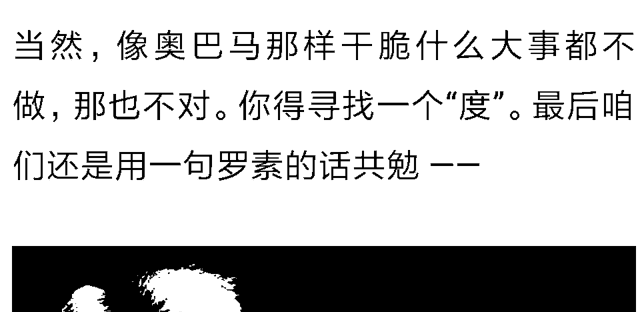 当然，像奥巴马那样干脆什么大事都不
做，那也不对。你得寻找一个“度”。最后咱
们还是用一句罗素的话共勉 ——